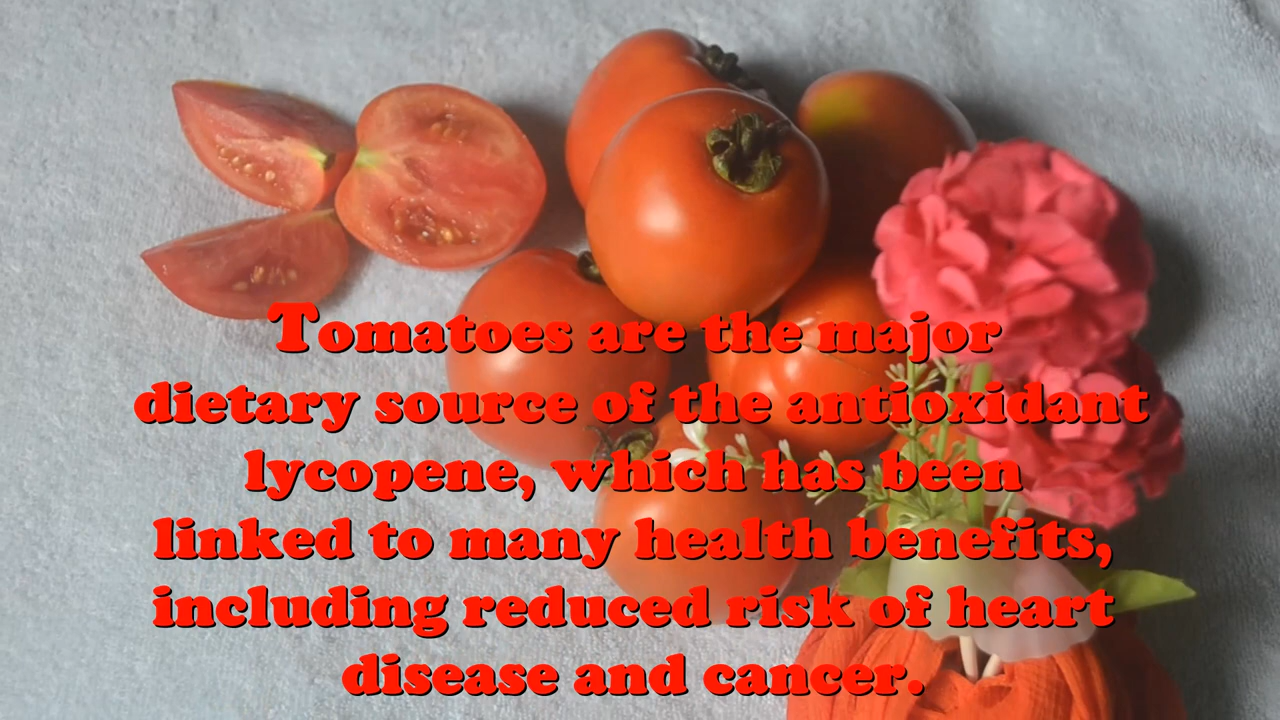 Tomatoes are the major
dietary source of the antioxidant
lycopene, which has been
linked to many health benefits,
including reduced risk of heart
disease and cancer.